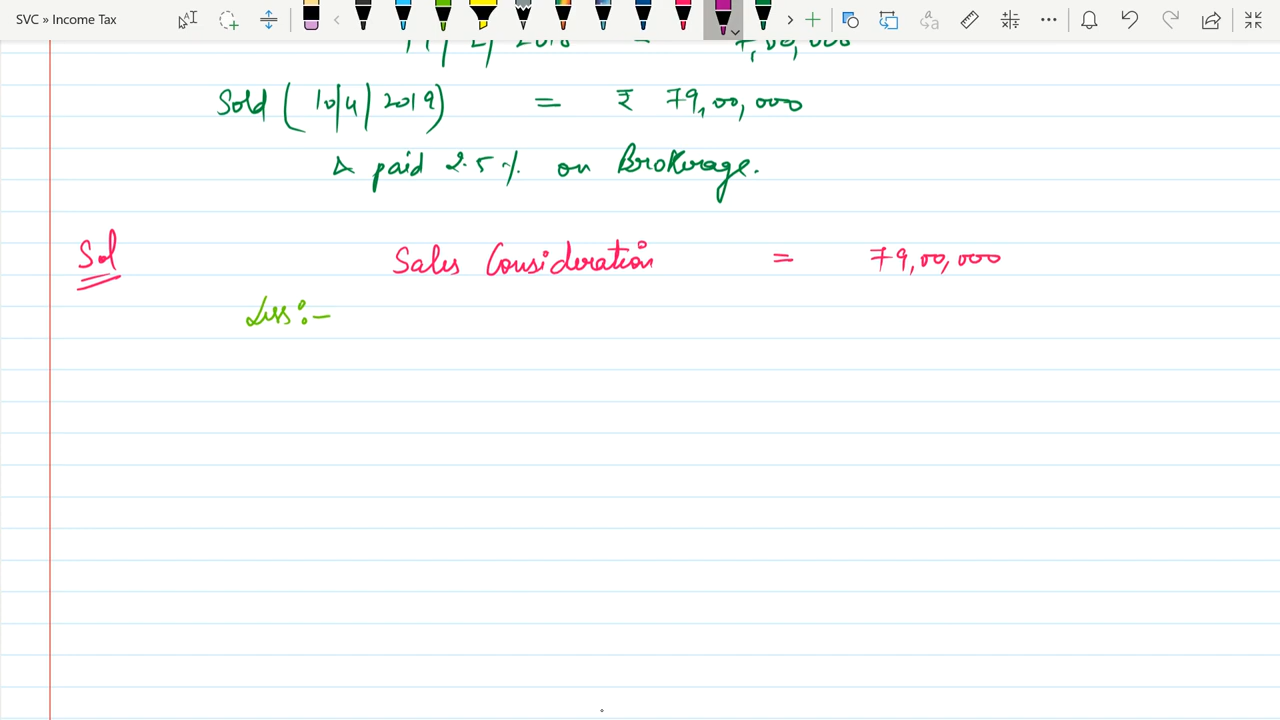 SVC » Income Tax
Sold ( 10/4/2019) = ₹ 79,00,000
& paid 2.5% on Brokerage.
Sol Sales Consideration = 79,00,000
Less:-